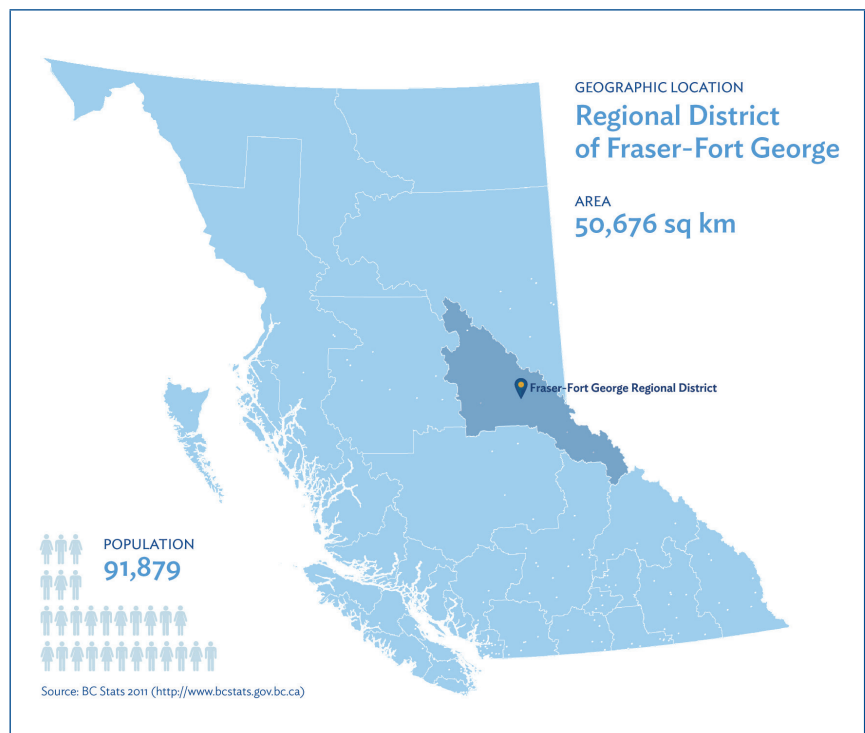 GEOGRAPHIC LOCATION
Regional District
of Fraser-Fort George
AREA
50,676 sq km
Fraser-Fort George Regional District
POPULATION
91,879
Source: BC Stats 2011 (http://www.bcstats.gov.bc.ca)